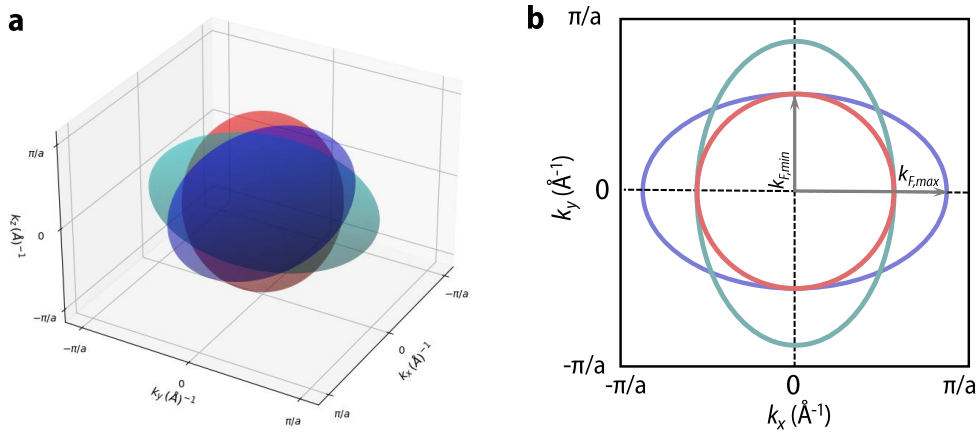 a
π/a
0
−π/a
k_z (Å)⁻¹
−π/a
0
π/a
k_y (Å)⁻¹
−π/a
0
π/a
k_x (Å)⁻¹
b
π/a
0
-π/a
k_y (Å⁻¹)
k_F,min
k_F,max
-π/a
0
π/a
k_x (Å⁻¹)